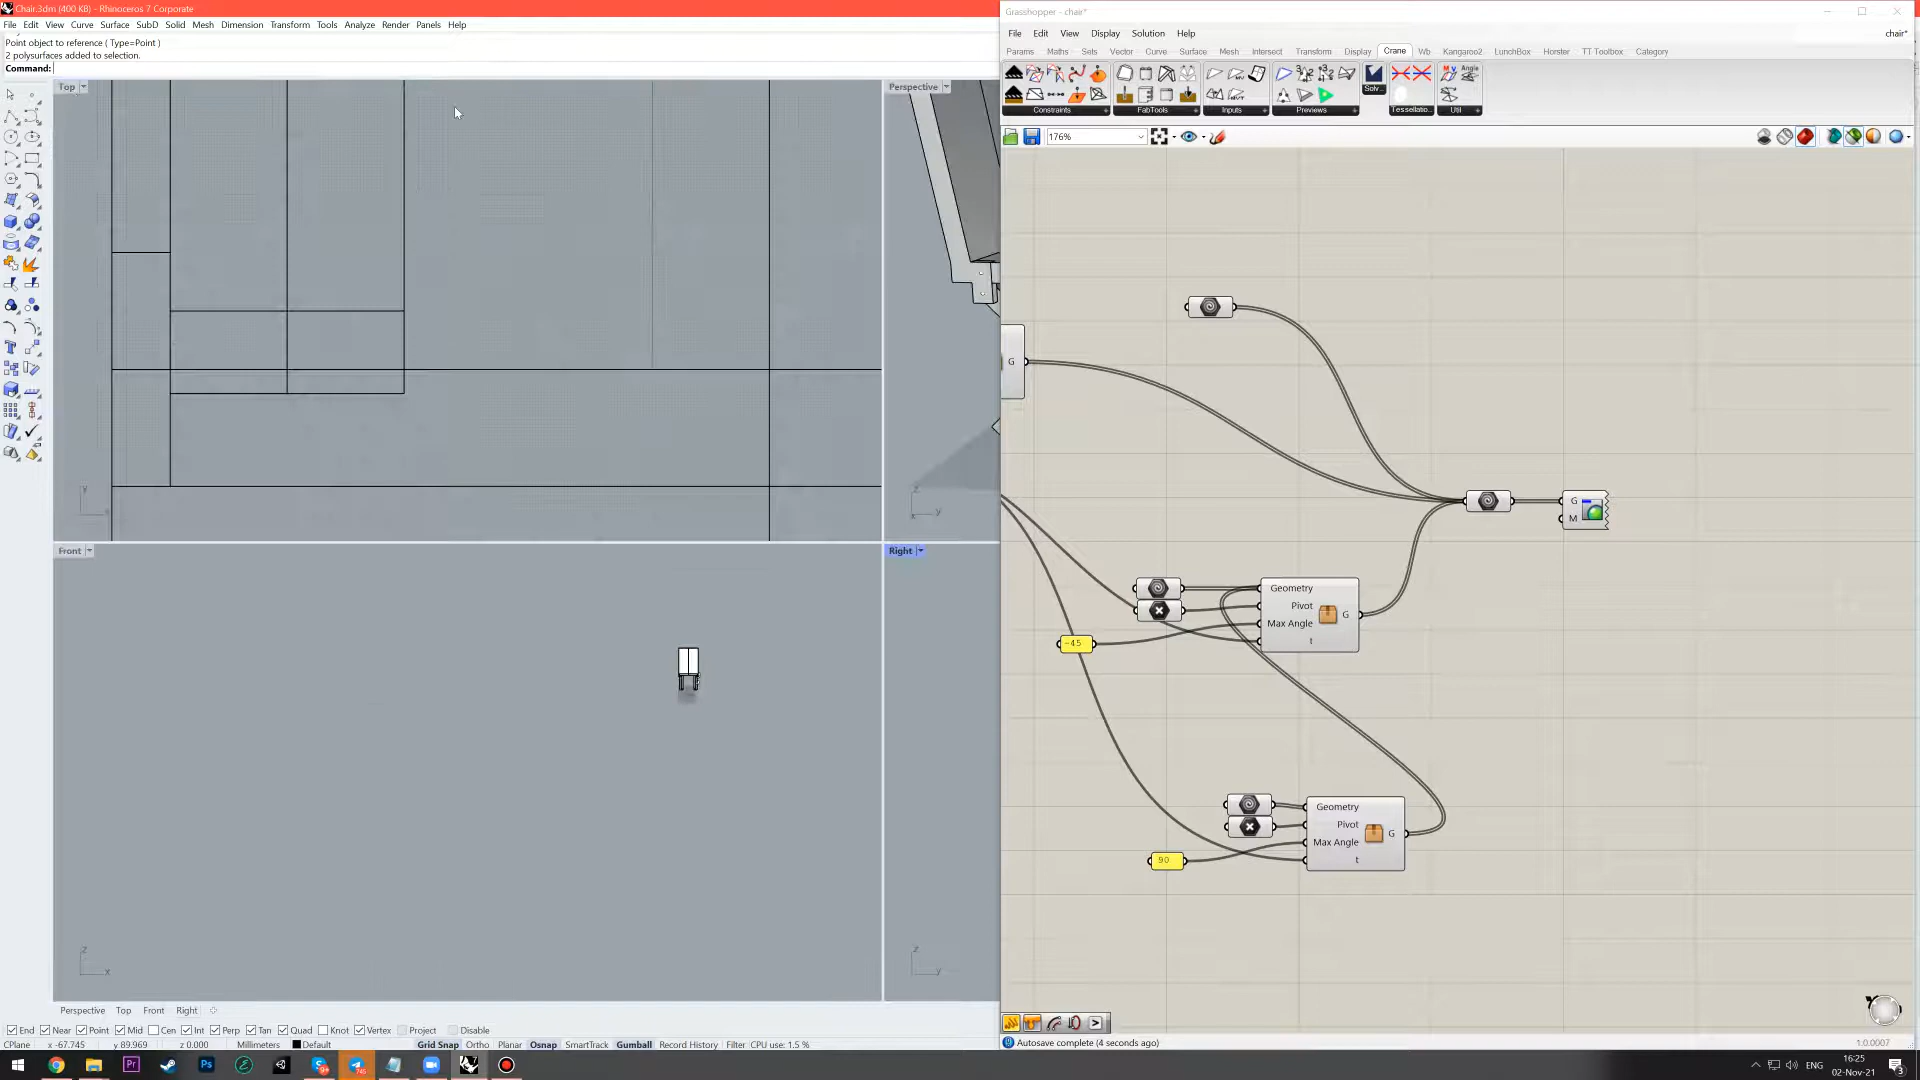 Chair.3dm (400 KB) - Rhinoceros 7 Corporate
File Edit View Curve Surface SubD Solid Mesh Dimension Transform Tools Analyze Render Panels Help
Point object to reference ( Type=Point )
2 polysurfaces added to selection.
Command:
Top
Perspective
Front
Right
z
y
x
z
y
z
x
z
y
Perspective Top Front Right
End Near Point Mid Cen Int Perp Tan Quad Knot Vertex Project Disable
CPlane x -67.745 y 89.969 z 0.000 Millimeters Default Grid Snap Ortho Planar Osnap SmartTrack Gumball Record History Filter CPU use: 1.5 %
Grasshopper - chair*
File Edit View Display Solution Help
chair*
Params Maths Sets Vector Curve Surface Mesh Intersect Transform Display Crane Wb Kangaroo2 LunchBox Horster TT Toolbox Category
Solv..
Constraints FabTools Inputs Previews Tessellatio.. Util
176%
G
G
M
Geometry
Pivot
Max Angle
t
G
-45
Geometry
Pivot
Max Angle
t
G
90
Autosave complete (4 seconds ago)
1.0.0007
ENG
16:25
02-Nov-21